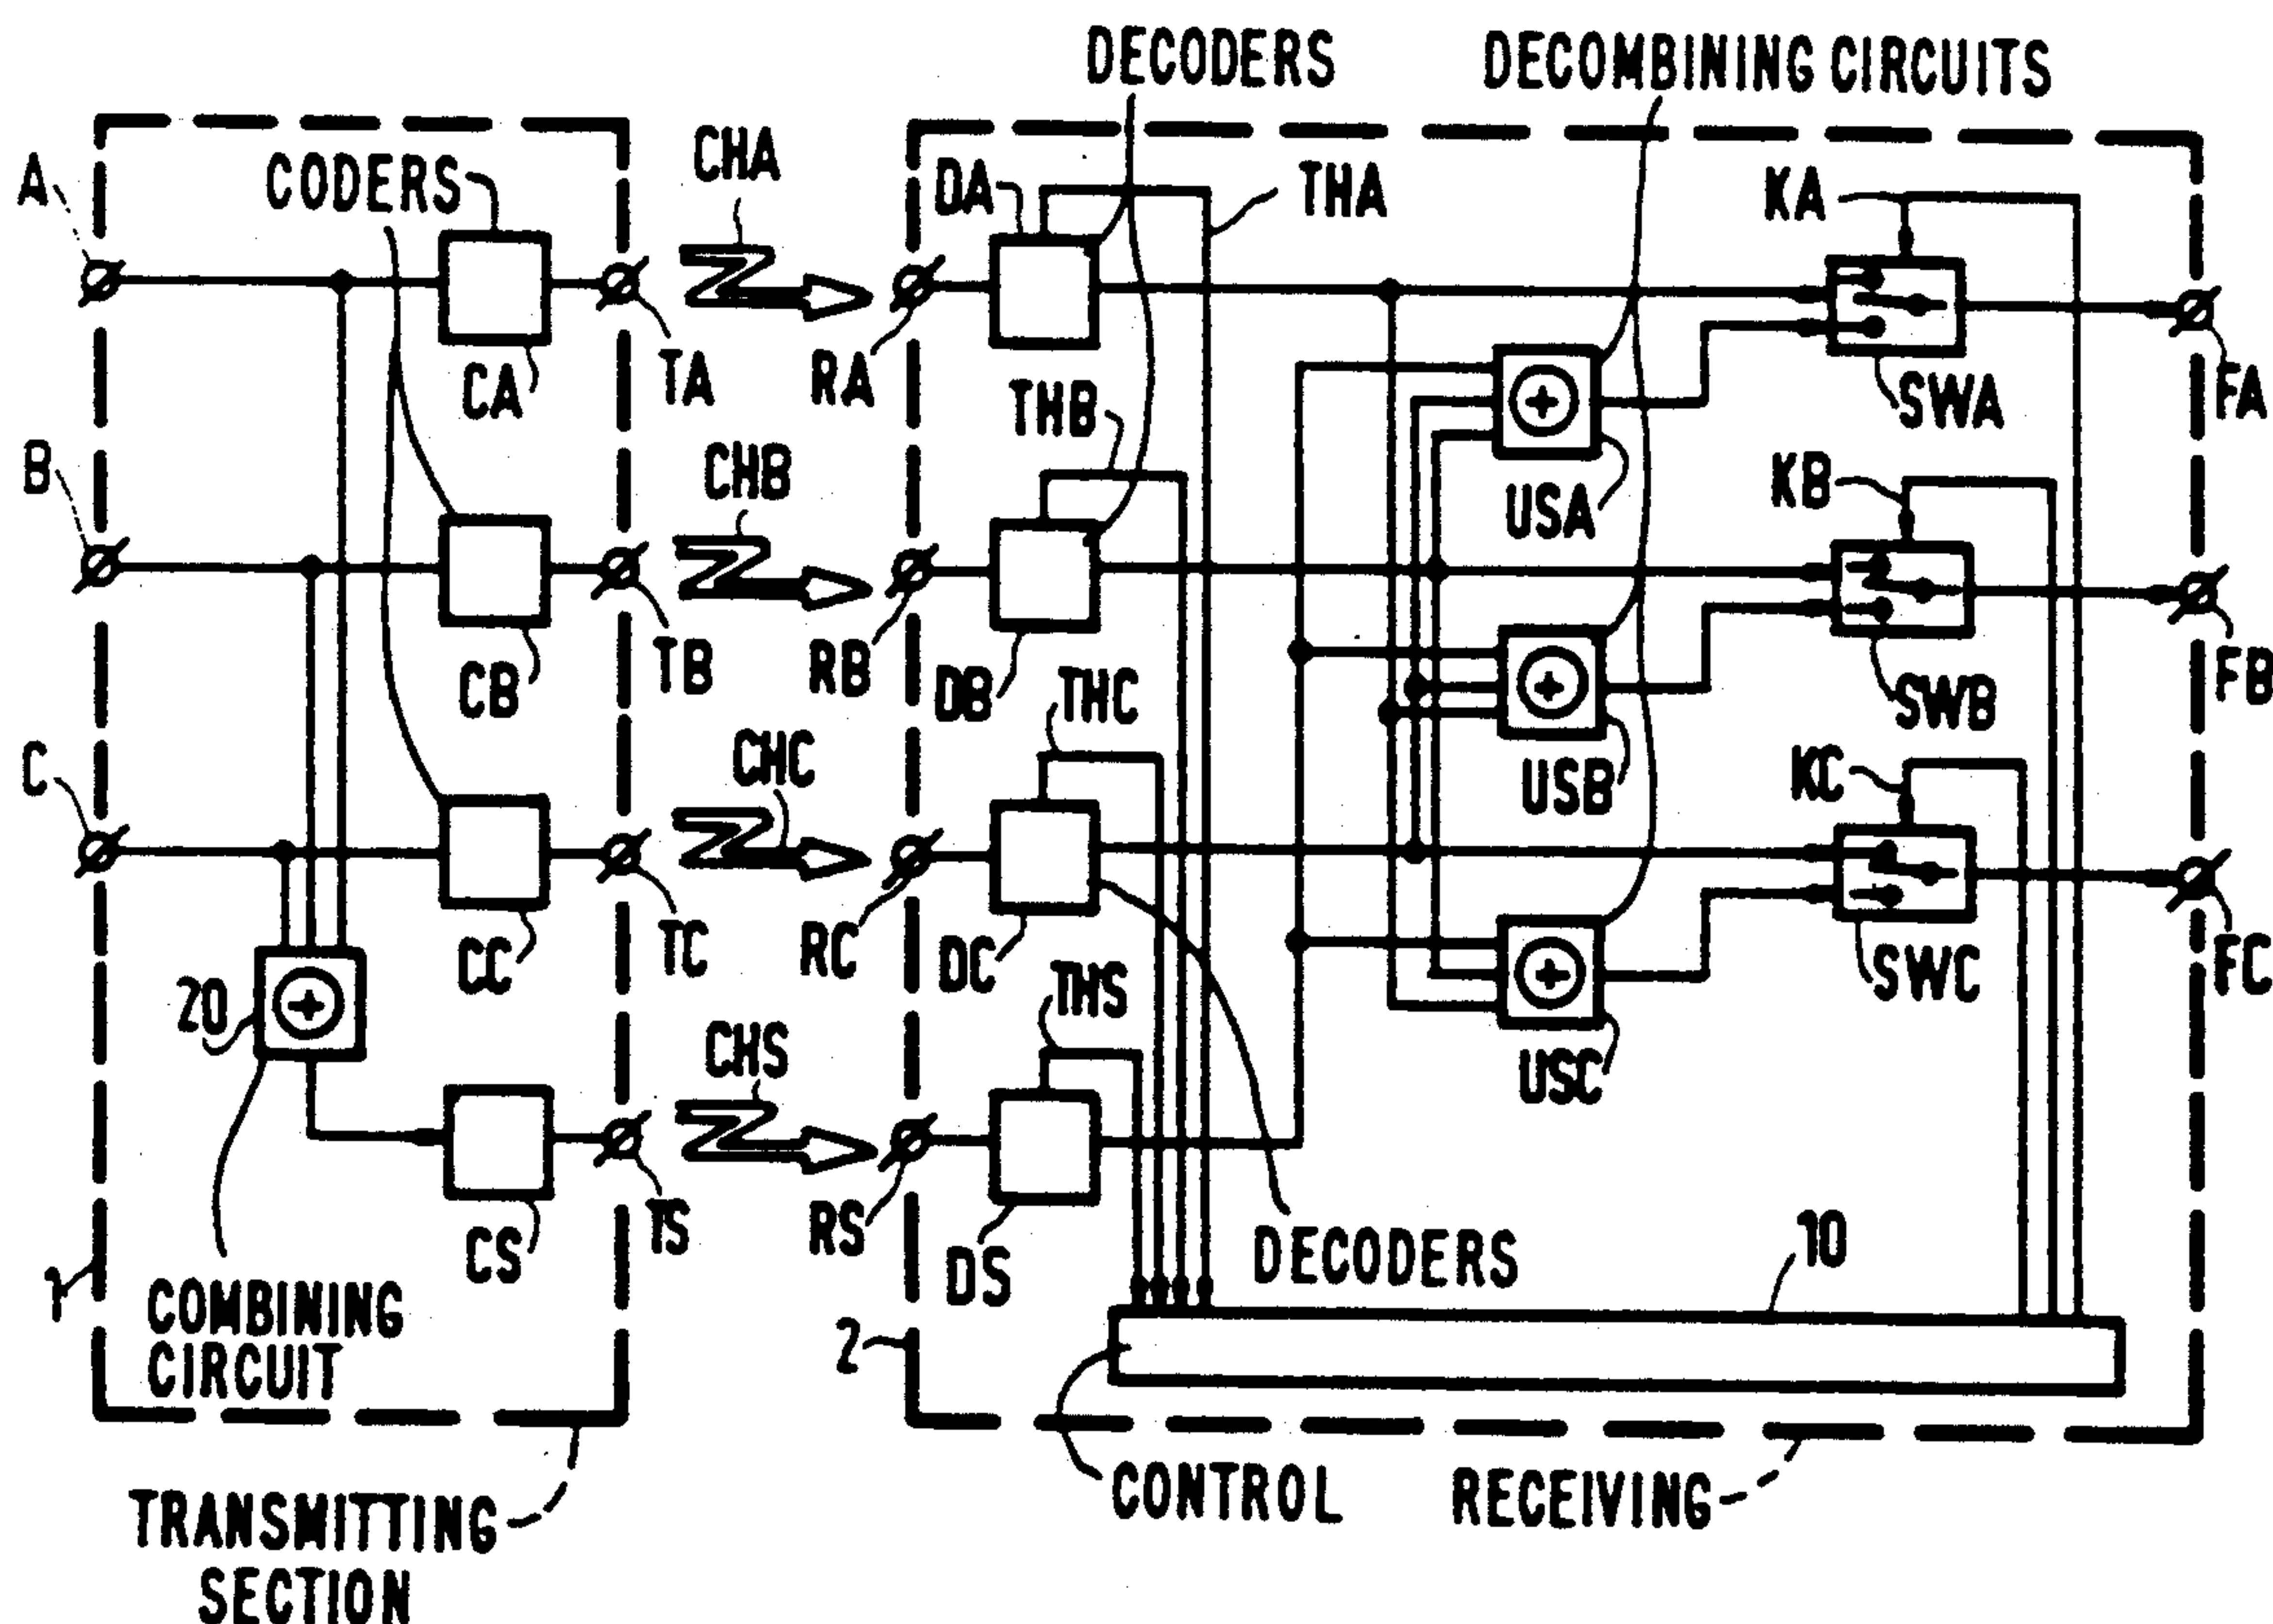 DECODERS
DECOMBINING CIRCUITS
A
CODERS
CHA
DA
THA
KA
CA
TA
RA
THB
SWA
FA
B
CHB
USA
KB
CB
TB
RB
DB
THC
SWB
FB
C
CHC
USB
KC
20
CC
TC
RC
DC
THS
SWC
FC
CHS
USC
CS
TS
RS
DS
DECODERS
10
1
COMBINING
CIRCUIT
2
CONTROL
RECEIVING
TRANSMITTING
SECTION